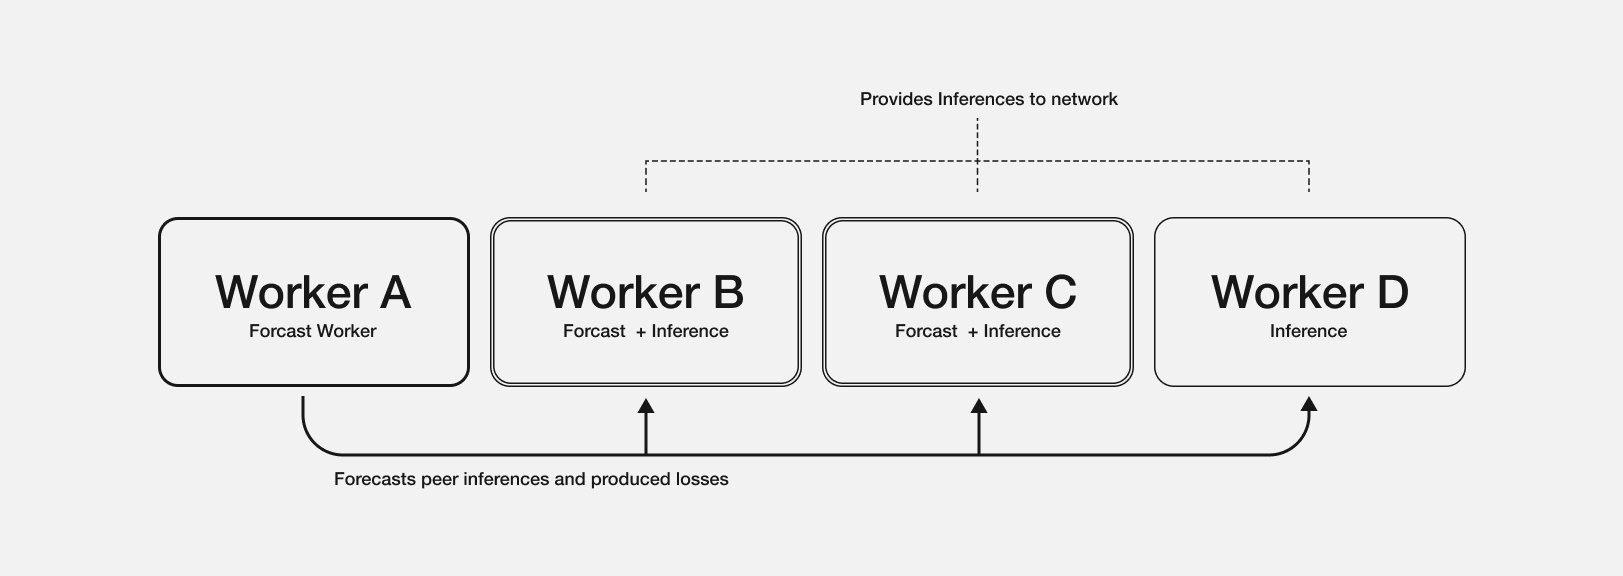 Provides Inferences to network
Worker A
Forcast Worker
Worker B
Forcast + Inference
Worker C
Forcast + Inference
Worker D
Inference
Forecasts peer inferences and produced losses